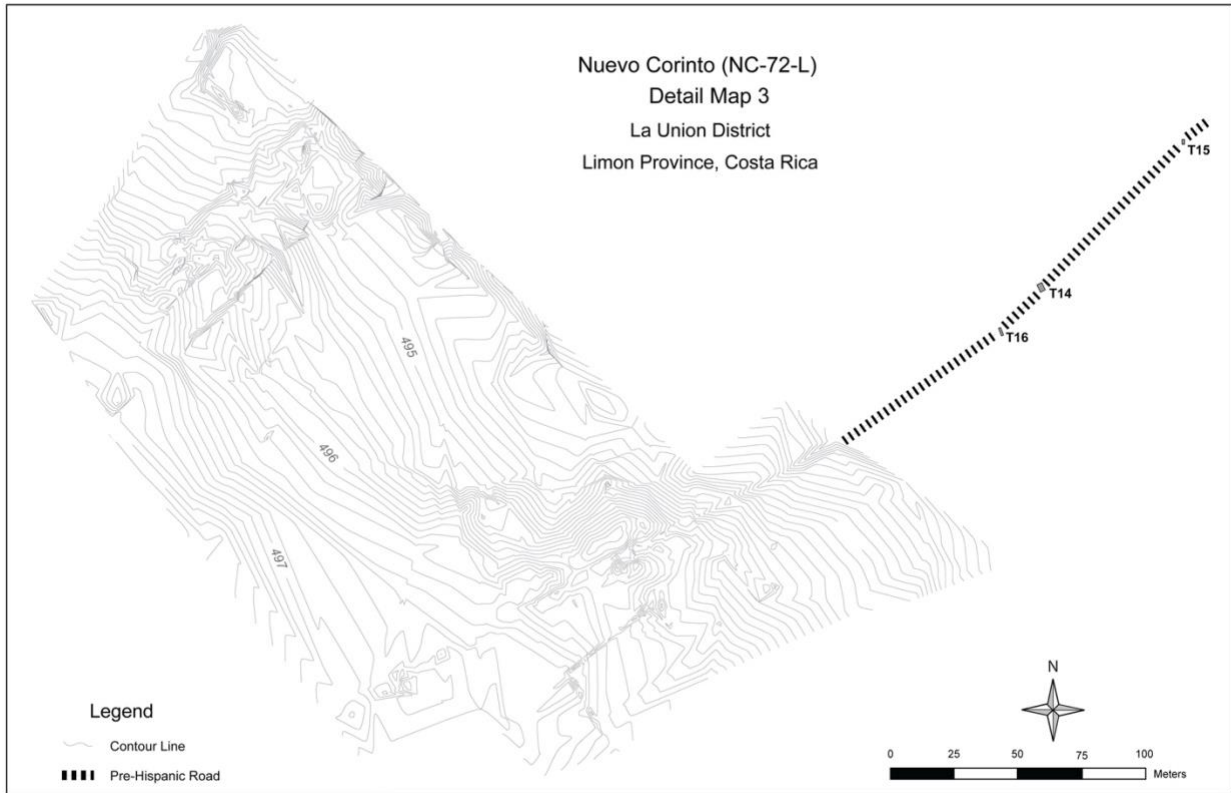 Nuevo Corinto (NC-72-L)
Detail Map 3
La Union District
Limon Province, Costa Rica
T15
T14
T16
495
496
497
N
Legend
Contour Line
Pre-Hispanic Road
0 25 50 75 100
Meters